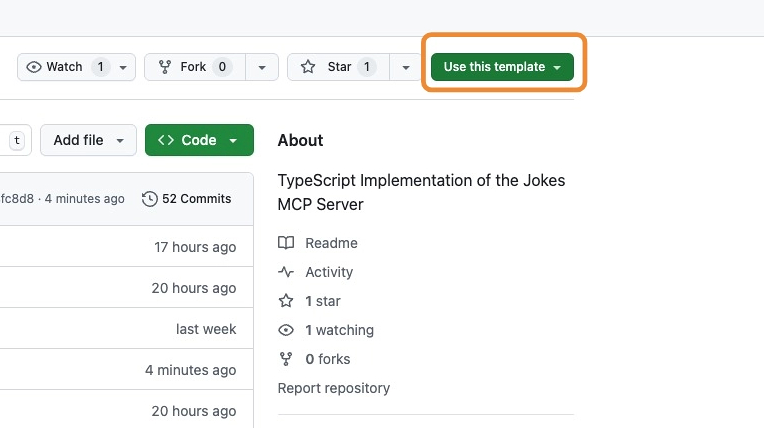 Watch 1
Fork 0
Star 1
Use this template
t
Add file
Code
About
TypeScript Implementation of the Jokes
MCP Server
fc8d8 · 4 minutes ago
52 Commits
17 hours ago
20 hours ago
last week
4 minutes ago
20 hours ago
Readme
Activity
1 star
1 watching
0 forks
Report repository